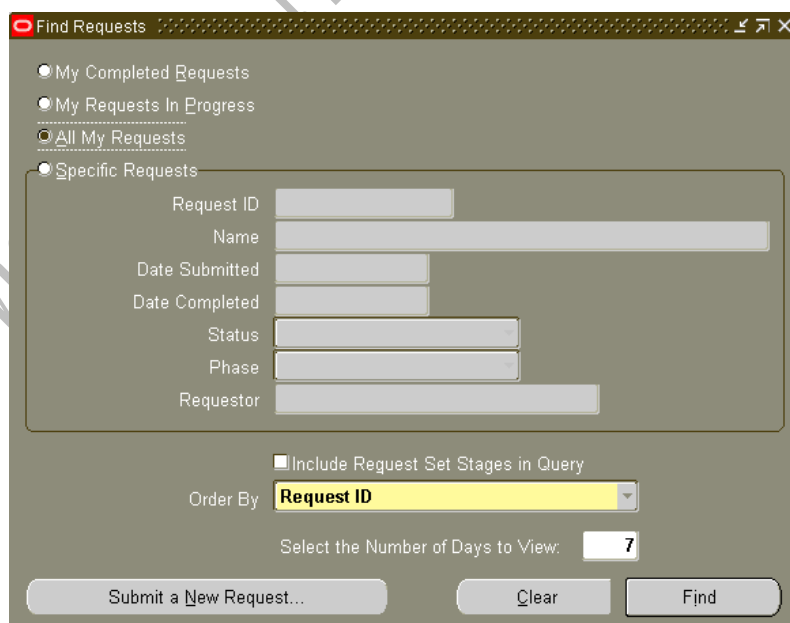 Find Requests
My Completed Requests
My Requests In Progress
All My Requests
Specific Requests
Request ID
Name
Date Submitted
Date Completed
Status
Phase
Requestor
Include Request Set Stages in Query
Order By Request ID
Select the Number of Days to View: 7
Submit a New Request... Clear Find